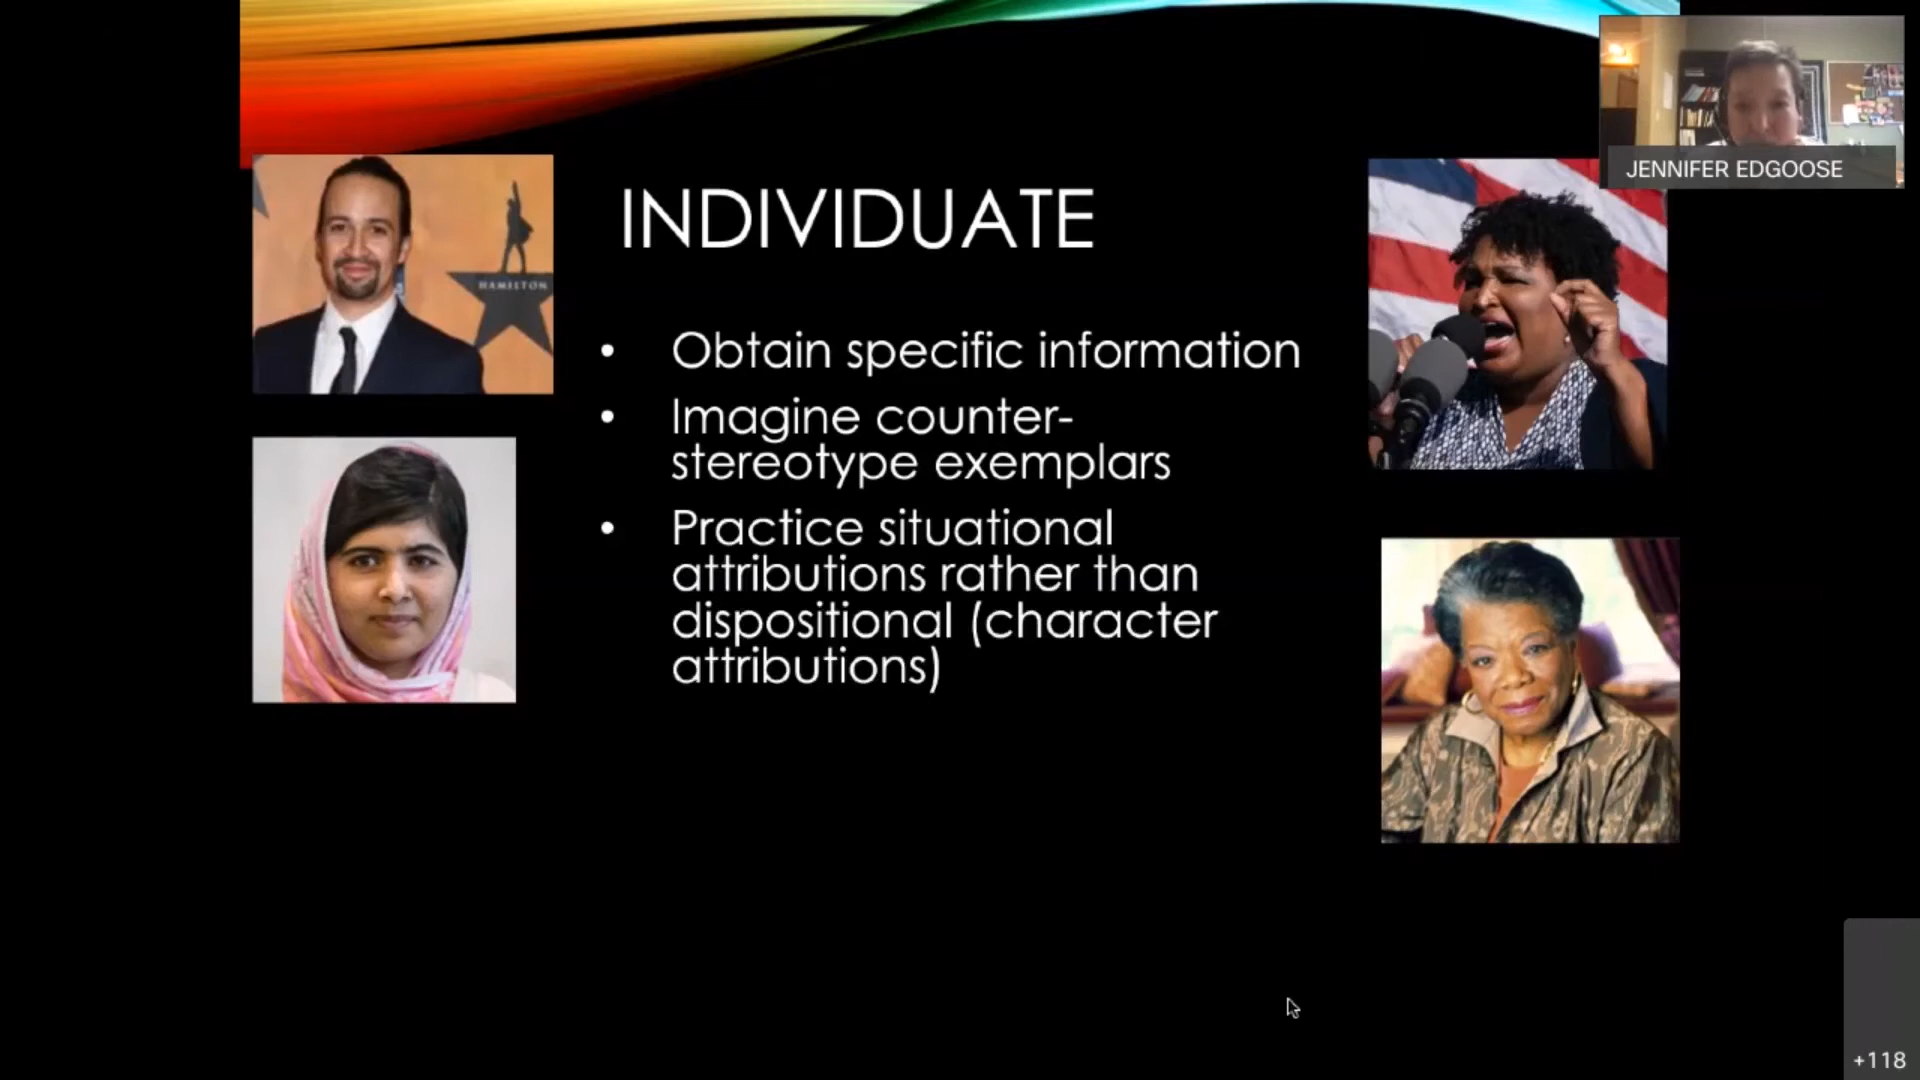 JENNIFER EDGOOSE
HAMILTON
INDIVIDUATE
• Obtain specific information
• Imagine counter-
stereotype exemplars
• Practice situational
attributions rather than
dispositional (character
attributions)
+118